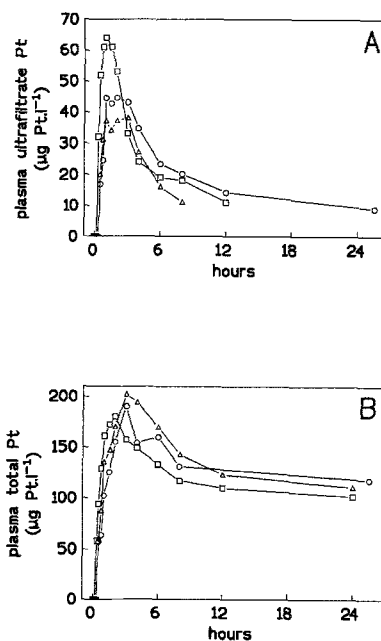 A
plasma ultrafiltrate Pt
(µg Pt.l⁻¹)
70
60
50
40
30
20
10
0
0 6 12 18 24
hours
B
plasma total Pt
(µg Pt.l⁻¹)
200
150
100
50
0
0 6 12 18 24
hours